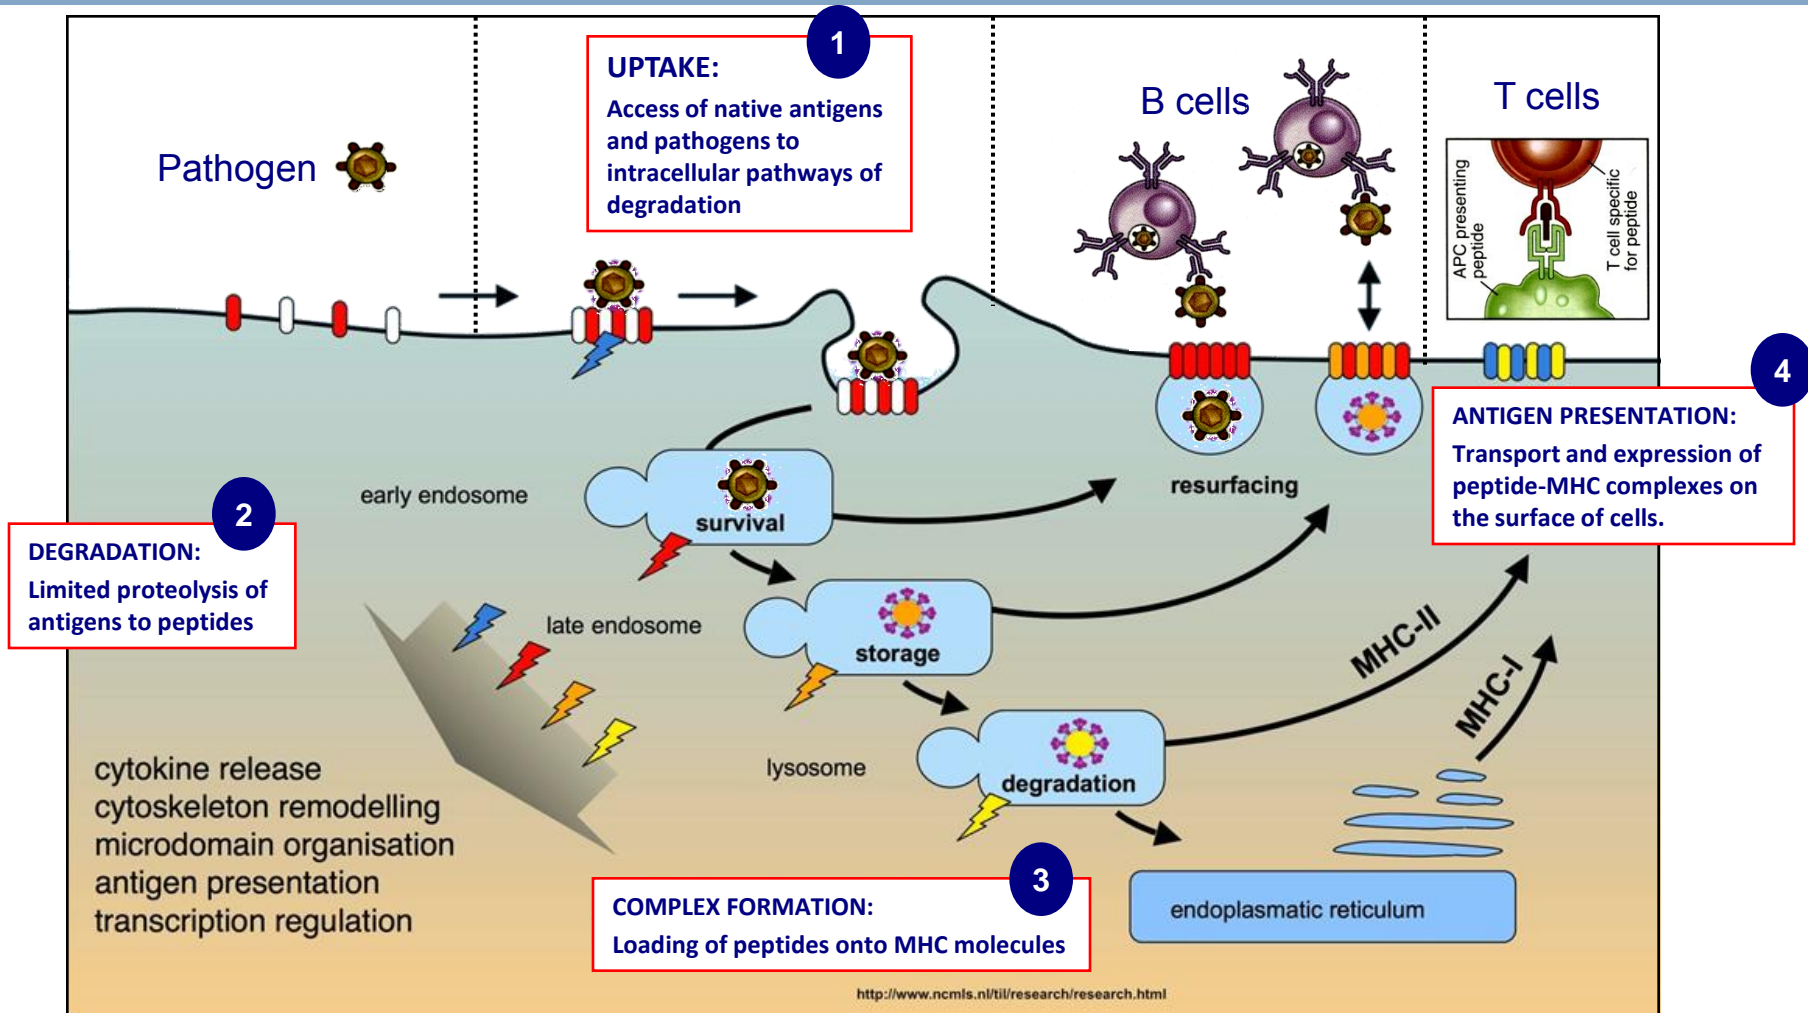 Pathogen
1
UPTAKE:
Access of native antigens
and pathogens to
intracellular pathways of
degradation
B cells
T cells
APC presenting
peptide
T cell specific
for peptide
4
ANTIGEN PRESENTATION:
Transport and expression of
peptide-MHC complexes on
the surface of cells.
2
DEGRADATION:
Limited proteolysis of
antigens to peptides
early endosome
survival
resurfacing
late endosome
storage
MHC-II
MHC-I
lysosome
degradation
cytokine release
cytoskeleton remodelling
microdomain organisation
antigen presentation
transcription regulation
3
COMPLEX FORMATION:
Loading of peptides onto MHC molecules
endoplasmatic reticulum
http://www.ncmls.nl/til/research/research.html